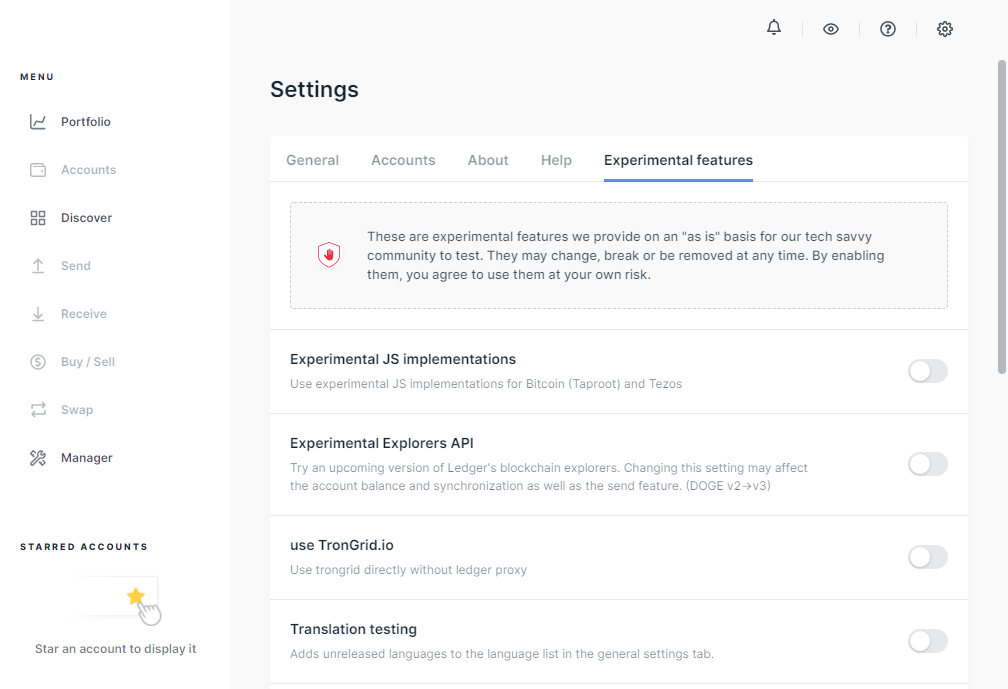 MENU
Portfolio
Accounts
Discover
Send
Receive
Buy / Sell
Swap
Manager
STARRED ACCOUNTS
Star an account to display it
Settings
General
Accounts
About
Help
Experimental features
These are experimental features we provide on an "as is" basis for our tech savvy
community to test. They may change, break or be removed at any time. By enabling
them, you agree to use them at your own risk.
Experimental JS implementations
Use experimental JS implementations for Bitcoin (Taproot) and Tezos
Experimental Explorers API
Try an upcoming version of Ledger's blockchain explorers. Changing this setting may affect
the account balance and synchronization as well as the send feature. (DOGE v2→v3)
use TronGrid.io
Use trongrid directly without ledger proxy
Translation testing
Adds unreleased languages to the language list in the general settings tab.